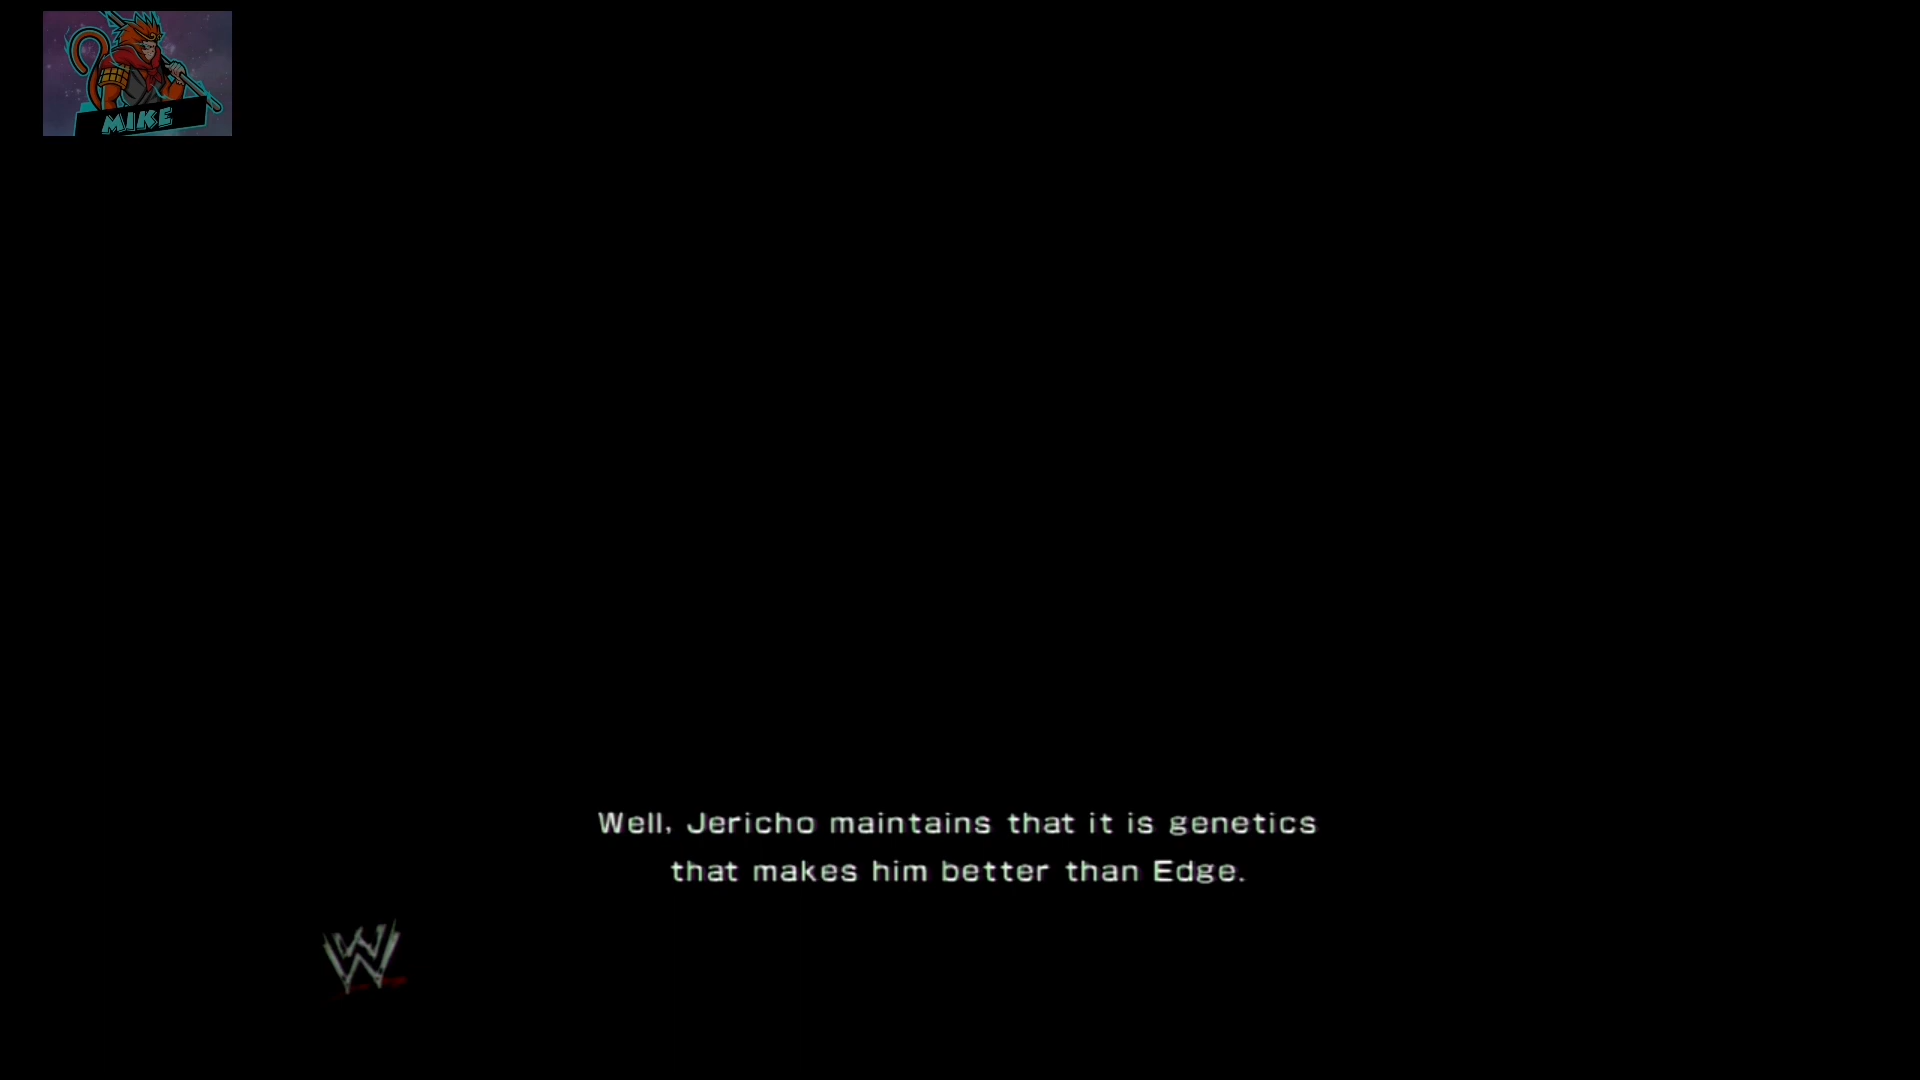 MIKE
Well, Jericho maintains that it is genetics
that makes him better than Edge.
W